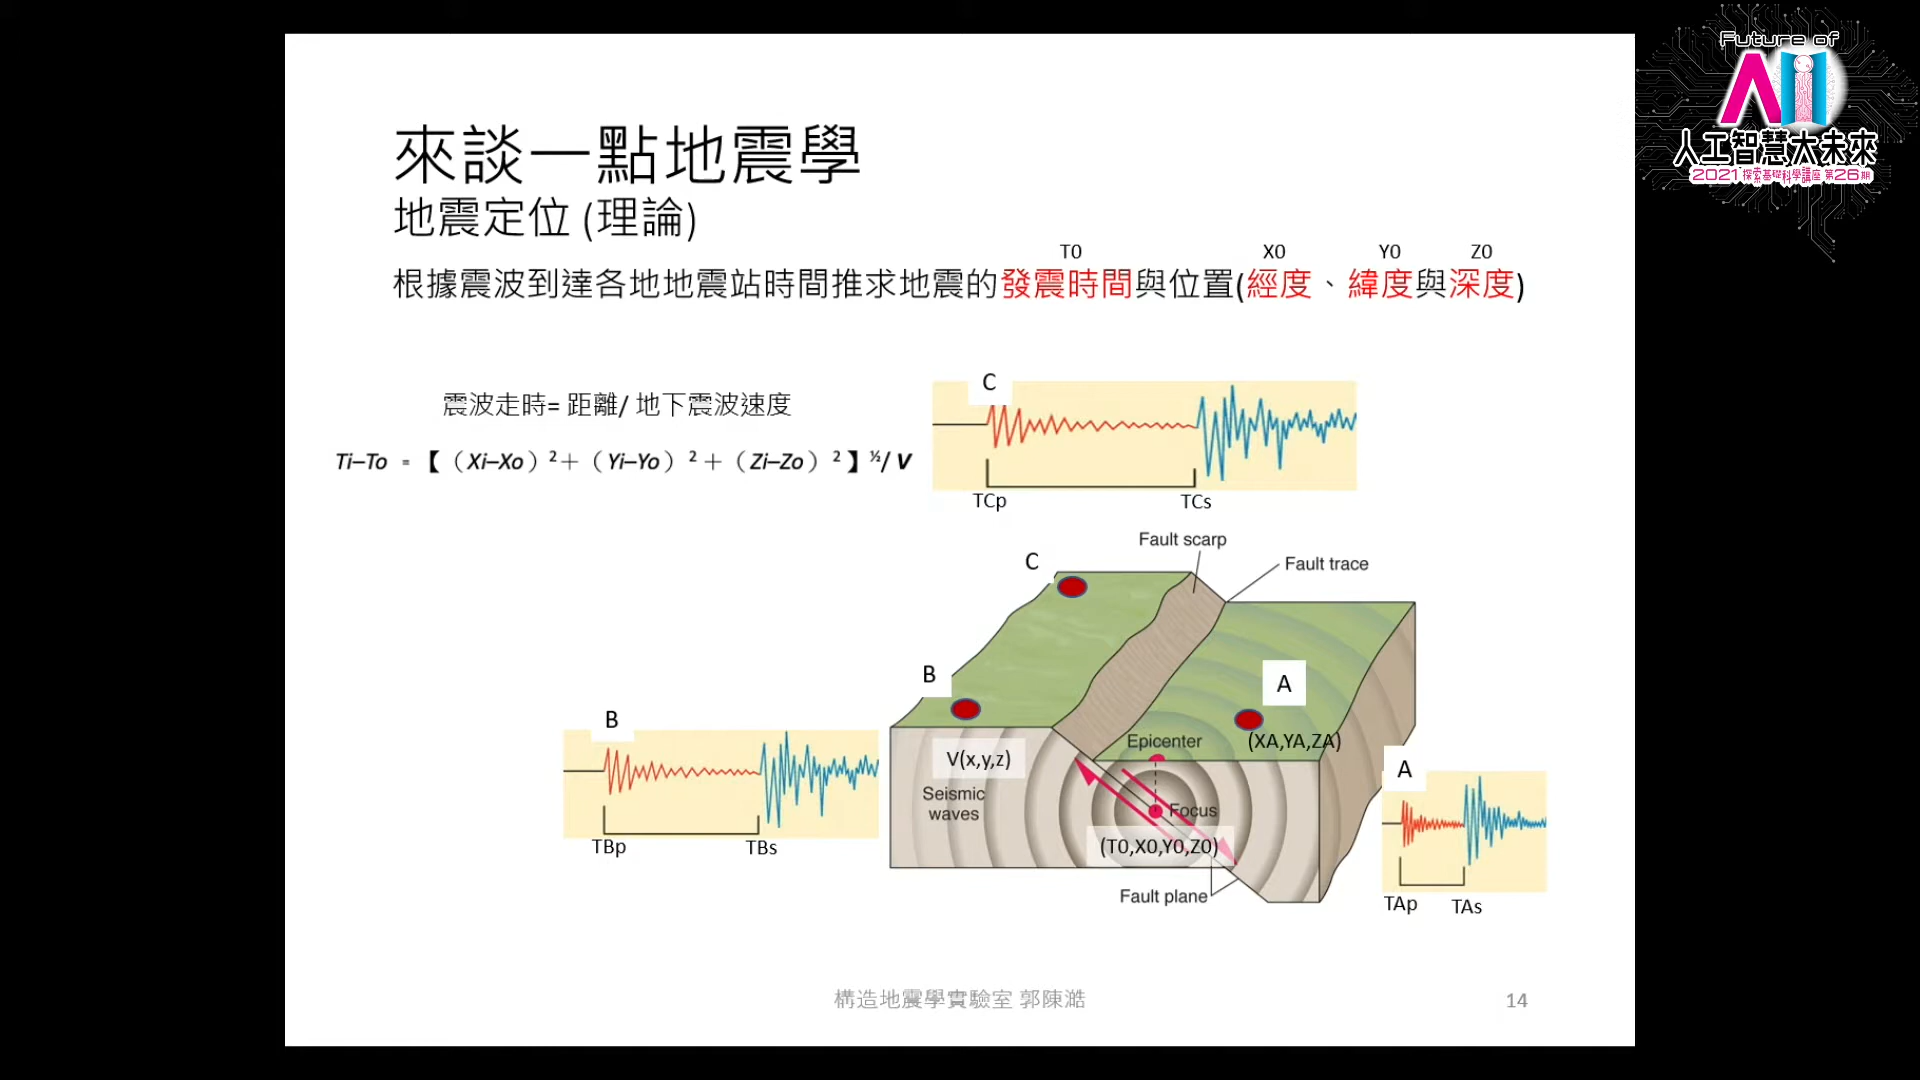 Future of
AI
人工智慧大未來
2021 探索基礎科學講座 第26期
來談一點地震學
地震定位 (理論)
T0 X0 Y0 Z0
根據震波到達各地地震站時間推求地震的發震時間與位置(經度、緯度與深度)
震波走時= 距離/ 地下震波速度
Ti–To = 【（Xi–Xo）²＋（Yi–Yo）²＋（Zi–Zo）²】^½/ V
C
TCp TCs
Fault scarp
Fault trace
C
B
A
(XA,YA,ZA)
Epicenter
V(x,y,z)
Seismic
waves
Focus
(T0,X0,Y0,Z0)
Fault plane
B
TBp TBs
A
TAp TAs
構造地震學實驗室 郭陳澔
14